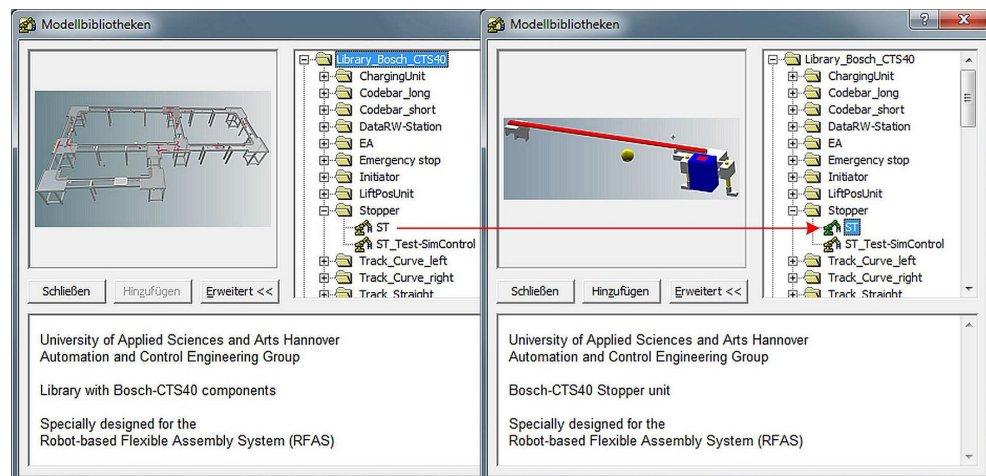 Modellbibliotheken
Library_Bosch_CTS40
ChargingUnit
Codebar_long
Codebar_short
DataRW-Station
EA
Emergency stop
Initiator
LiftPosUnit
Stopper
ST
ST_Test-SimControl
Track_Curve_left
Track_Curve_right
Track_Straight
Schließen
Hinzufügen
Erweitert <<
University of Applied Sciences and Arts Hannover
Automation and Control Engineering Group
Library with Bosch-CTS40 components
Specially designed for the
Robot-based Flexible Assembly System (RFAS)
Modellbibliotheken
?
X
Library_Bosch_CTS40
ChargingUnit
Codebar_long
Codebar_short
DataRW-Station
EA
Emergency stop
Initiator
LiftPosUnit
Stopper
ST
ST_Test-SimControl
Track_Curve_left
Track_Curve_right
Track_Straight
Schließen
Hinzufügen
Erweitert <<
University of Applied Sciences and Arts Hannover
Automation and Control Engineering Group
Bosch-CTS40 Stopper unit
Specially designed for the
Robot-based Flexible Assembly System (RFAS)